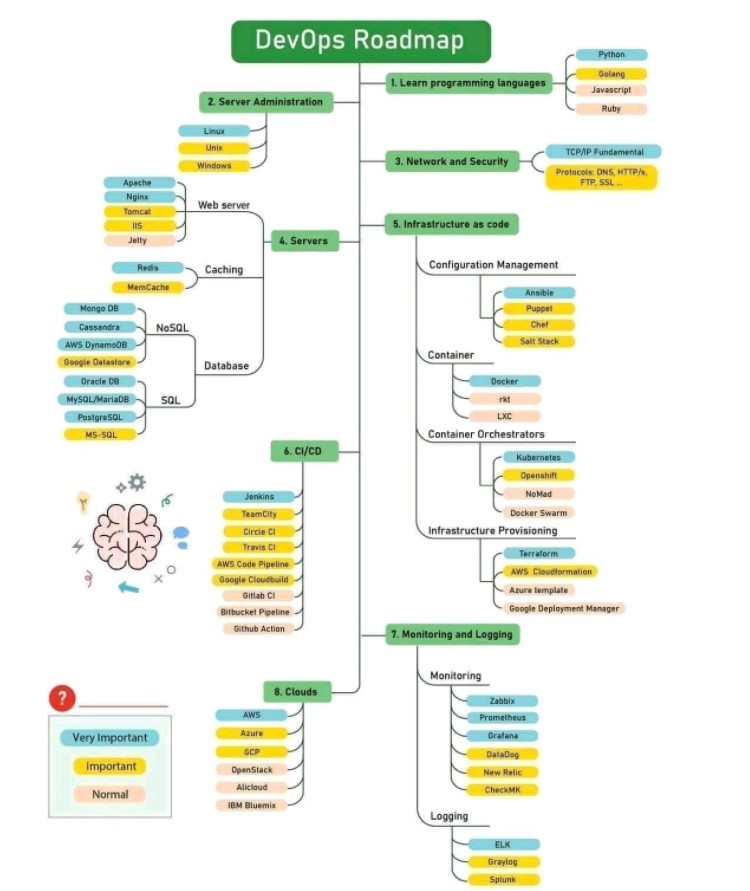 DevOps Roadmap
1. Learn programming languages
Python
Golang
Javascript
Ruby
2. Server Administration
Linux
Unix
Windows
3. Network and Security
TCP/IP Fundamental
Protocols: DNS, HTTP/s,
FTP, SSL ...
4. Servers
Web server
Apache
Nginx
Tomcat
IIS
Jetty
Caching
Redis
MemCache
Database
NoSQL
Mongo DB
Cassandra
AWS DynamoDB
Google Datastore
SQL
Oracle DB
MySQL/MariaDB
PostgreSQL
MS-SQL
5. Infrastructure as code
Configuration Management
Ansible
Puppet
Chef
Salt Stack
Container
Docker
rkt
LXC
Container Orchestrators
Kubernetes
Openshift
NoMad
Docker Swarm
Infrastructure Provisioning
Terraform
AWS Cloudformation
Azure template
Google Deployment Manager
6. CI/CD
Jenkins
TeamCity
Circle CI
Travis CI
AWS Code Pipeline
Google Cloudbuild
Gitlab CI
Bitbucket Pipeline
Github Action
7. Monitoring and Logging
Monitoring
Zabbix
Prometheus
Grafana
DataDog
New Relic
CheckMK
Logging
ELK
Graylog
Splunk
8. Clouds
AWS
Azure
GCP
OpenStack
Alicloud
IBM Bluemix
?
Very Important
Important
Normal